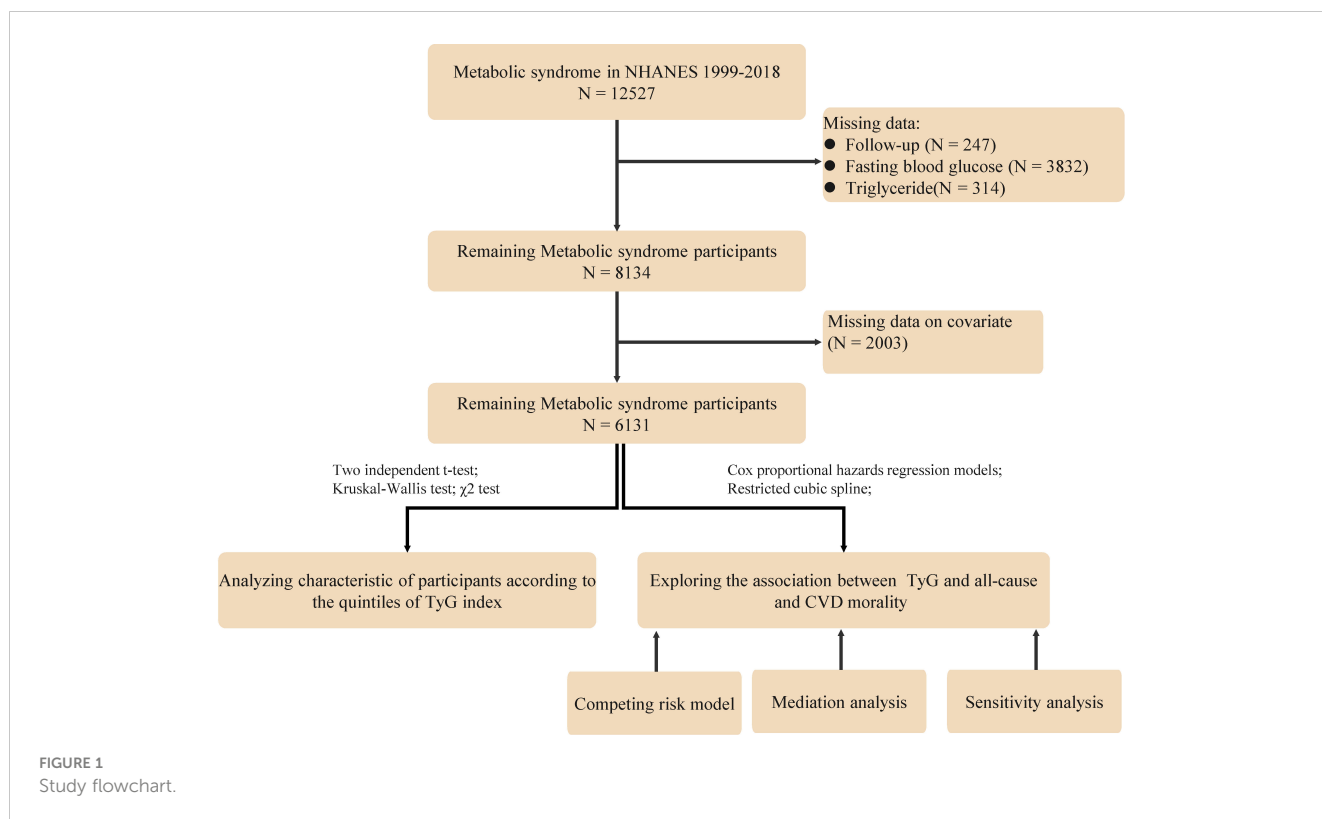 Metabolic syndrome in NHANES 1999-2018
N = 12527
Missing data:
● Follow-up (N = 247)
● Fasting blood glucose (N = 3832)
● Triglyceride(N = 314)
Remaining Metabolic syndrome participants
N = 8134
Missing data on covariate
(N = 2003)
Remaining Metabolic syndrome participants
N = 6131
Two independent t-test;
Kruskal-Wallis test; χ2 test
Cox proportional hazards regression models;
Restricted cubic spline;
Analyzing characteristic of participants according to
the quintiles of TyG index
Exploring the association between TyG and all-cause
and CVD morality
Competing risk model
Mediation analysis
Sensitivity analysis
FIGURE 1
Study flowchart.